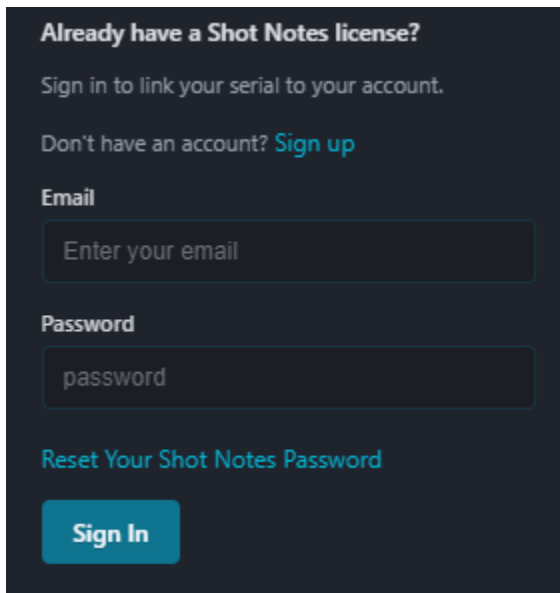 Already have a Shot Notes license?
Sign in to link your serial to your account.
Don't have an account? Sign up
Email
Enter your email
Password
password
Reset Your Shot Notes Password
Sign In